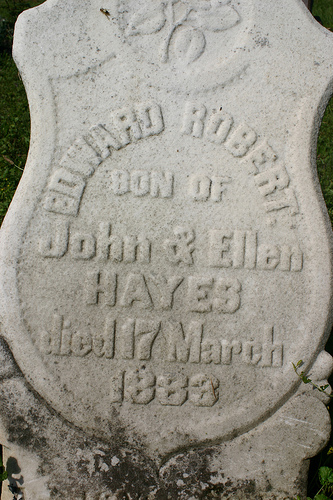 EDWARD ROBERT.
SON OF
John & Ellen
HAYES
died 17 March
1883